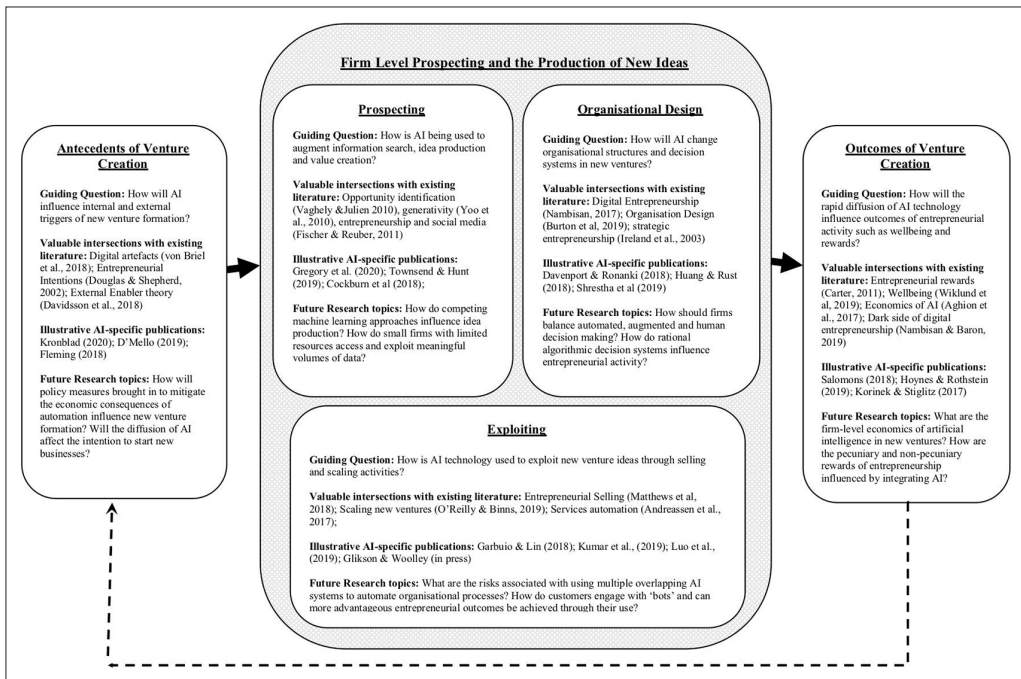 Firm Level Prospecting and the Production of New Ideas
Antecedents of Venture
Creation
Guiding Question: How will AI
influence internal and external
triggers of new venture formation?
Valuable intersections with existing
literature: Digital artefacts (von
Briel et al., 2018); Entrepreneurial
Intentions (Douglas & Shepherd,
2002); External Enabler theory
(Davidsson et al., 2018)
Illustrative AI-specific publications:
Kronblad (2020); D’Mello (2019);
Fleming (2018)
Future Research topics: How will
policy measures brought in to mitigate
the economic consequences of
automation influence new venture
formation? Will the diffusion of AI
affect the intention to start new
businesses?
Prospecting
Guiding Question: How is AI being used to
augment information search, idea production
and value creation?
Valuable intersections with existing
literature: Opportunity identification
(Vaghely &Julien 2010), generativity (Yoo et
al., 2010), entrepreneurship and social media
(Fischer & Reuber, 2011)
Illustrative AI-specific publications:
Gregory et al. (2020); Townsend & Hunt
(2019); Cockburn et al (2018);
Future Research topics: How do competing
machine learning approaches influence idea
production? How do small firms with limited
resources access and exploit meaningful
volumes of data?
Organisational Design
Guiding Question: How will AI change
organisational structures and decision
systems in new ventures?
Valuable intersections with existing
literature: Digital Entrepreneurship
(Nambisan, 2017); Organisation Design
(Burton et al, 2019); strategic
entrepreneurship (Ireland et al., 2003)
Illustrative AI-specific publications:
Davenport & Ronanki (2018); Huang & Rust
(2018); Shrestha et al (2019)
Future Research topics: How should firms
balance automated, augmented and human
decision making? How do rational
algorithmic decision systems influence
entrepreneurial activity?
Exploiting
Guiding Question: How is AI technology used to exploit new venture ideas through selling
and scaling activities?
Valuable intersections with existing literature: Entrepreneurial Selling (Matthews et al,
2018); Scaling new ventures (O’Reilly & Binns, 2019); Services automation (Andreassen et al.,
2017);
Illustrative AI-specific publications: Garbuio & Lin (2018); Kumar et al., (2019); Luo et al.,
(2019); Glikson & Woolley (in press)
Future Research topics: What are the risks associated with using multiple overlapping AI
systems to automate organisational processes? How do customers engage with ‘bots’ and can
more advantageous entrepreneurial outcomes be achieved through their use?
Outcomes of Venture
Creation
Guiding Question: How will the
rapid diffusion of AI technology
influence outcomes of entrepreneurial
activity such as wellbeing and
rewards?
Valuable intersections with existing
literature: Entrepreneurial rewards
(Carter, 2011); Wellbeing (Wiklund et
al, 2019); Economics of AI (Aghion et
al., 2017); Dark side of digital
entrepreneurship (Nambisan & Baron,
2019)
Illustrative AI-specific publications:
Salomons (2018); Hoynes & Rothstein
(2019); Korinek & Stiglitz (2017)
Future Research topics: What are the
firm-level economics of artificial
intelligence in new ventures? How are
the pecuniary and non-pecuniary
rewards of entrepreneurship
influenced by integrating AI?